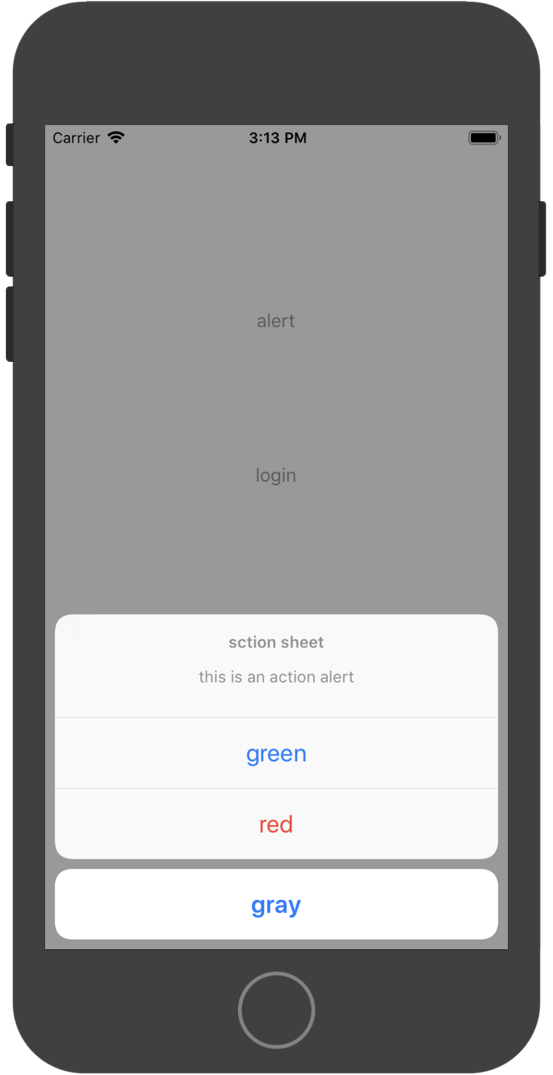 Carrier 3:13 PM
alert
login
sction sheet
this is an action alert
green
red
gray